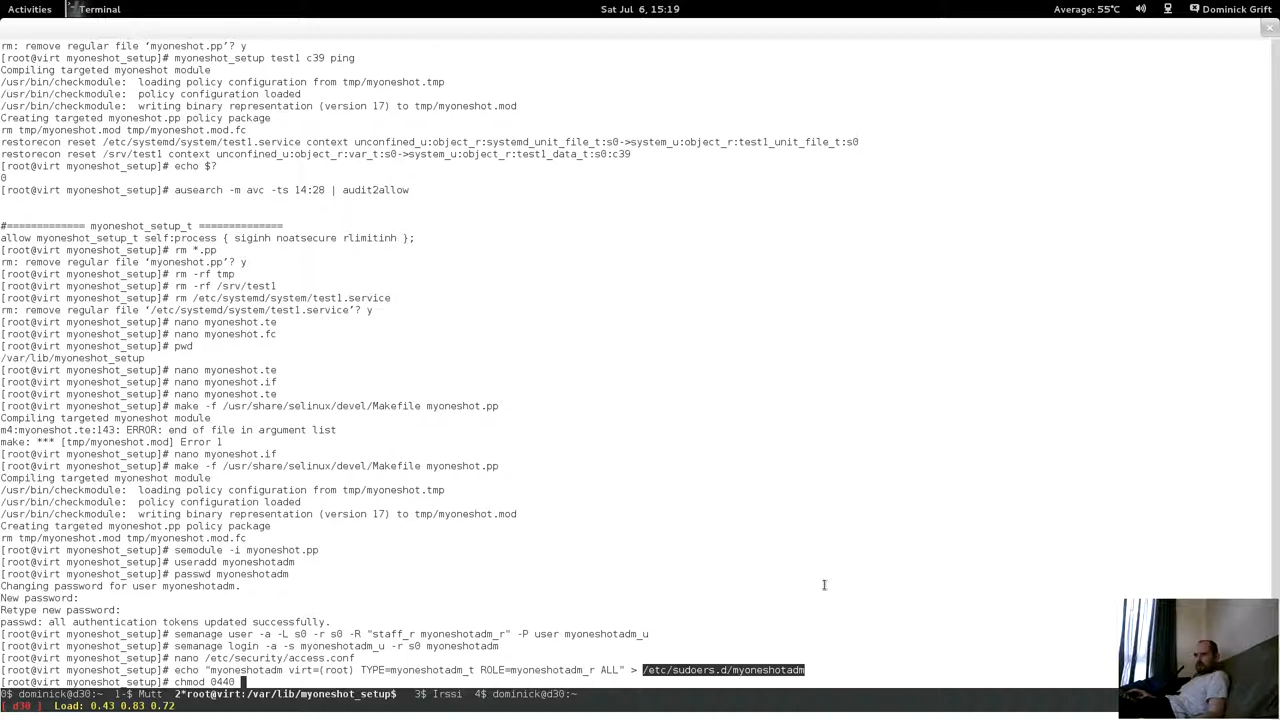 Activities Terminal Sat Jul 6, 15:19 Average: 55°C Dominick Grift
rm: remove regular file ‘myoneshot.pp’? y
[root@virt myoneshot_setup]# myoneshot_setup test1 c39 ping
Compiling targeted myoneshot module
/usr/bin/checkmodule:  loading policy configuration from tmp/myoneshot.tmp
/usr/bin/checkmodule:  policy configuration loaded
/usr/bin/checkmodule:  writing binary representation (version 17) to tmp/myoneshot.mod
Creating targeted myoneshot.pp policy package
rm tmp/myoneshot.mod tmp/myoneshot.mod.fc
restorecon reset /etc/systemd/system/test1.service context unconfined_u:object_r:systemd_unit_file_t:s0->system_u:object_r:test1_unit_file_t:s0
restorecon reset /srv/test1 context unconfined_u:object_r:var_t:s0->system_u:object_r:test1_data_t:s0:c39
[root@virt myoneshot_setup]# echo $?
0
[root@virt myoneshot_setup]# ausearch -m avc -ts 14:28 | audit2allow
#============= myoneshot_setup_t ==============
allow myoneshot_setup_t self:process { siginh noatsecure rlimitinh };
[root@virt myoneshot_setup]# rm *.pp
rm: remove regular file ‘myoneshot.pp’? y
[root@virt myoneshot_setup]# rm -rf tmp
[root@virt myoneshot_setup]# rm -rf /srv/test1
[root@virt myoneshot_setup]# rm /etc/systemd/system/test1.service
rm: remove regular file ‘/etc/systemd/system/test1.service’? y
[root@virt myoneshot_setup]# nano myoneshot.te
[root@virt myoneshot_setup]# nano myoneshot.fc
[root@virt myoneshot_setup]# pwd
/var/lib/myoneshot_setup
[root@virt myoneshot_setup]# nano myoneshot.te
[root@virt myoneshot_setup]# nano myoneshot.if
[root@virt myoneshot_setup]# nano myoneshot.te
[root@virt myoneshot_setup]# make -f /usr/share/selinux/devel/Makefile myoneshot.pp
Compiling targeted myoneshot module
m4:myoneshot.te:143: ERROR: end of file in argument list
make: *** [tmp/myoneshot.mod] Error 1
[root@virt myoneshot_setup]# nano myoneshot.if
[root@virt myoneshot_setup]# make -f /usr/share/selinux/devel/Makefile myoneshot.pp
Compiling targeted myoneshot module
/usr/bin/checkmodule:  loading policy configuration from tmp/myoneshot.tmp
/usr/bin/checkmodule:  policy configuration loaded
/usr/bin/checkmodule:  writing binary representation (version 17) to tmp/myoneshot.mod
Creating targeted myoneshot.pp policy package
rm tmp/myoneshot.mod tmp/myoneshot.mod.fc
[root@virt myoneshot_setup]# semodule -i myoneshot.pp
[root@virt myoneshot_setup]# useradd myoneshotadm
[root@virt myoneshot_setup]# passwd myoneshotadm
Changing password for user myoneshotadm.
New password:
Retype new password:
passwd: all authentication tokens updated successfully.
[root@virt myoneshot_setup]# semanage user -a -L s0 -r s0 -R "staff_r myoneshotadm_r" -P user myoneshotadm_u
[root@virt myoneshot_setup]# semanage login -a -s myoneshotadm_u -r s0 myoneshotadm
[root@virt myoneshot_setup]# nano /etc/security/access.conf
[root@virt myoneshot_setup]# echo "myoneshotadm virt=(root) TYPE=myoneshotadm_t ROLE=myoneshotadm_r ALL" > /etc/sudoers.d/myoneshotadm
[root@virt myoneshot_setup]# chmod 0440
0$ dominick@d30:~  1-$ Mutt  2*root@virt:/var/lib/myoneshot_setup$  3$ Irssi  4$ dominick@d30:~
[ d30 ] Load: 0.43 0.83 0.72